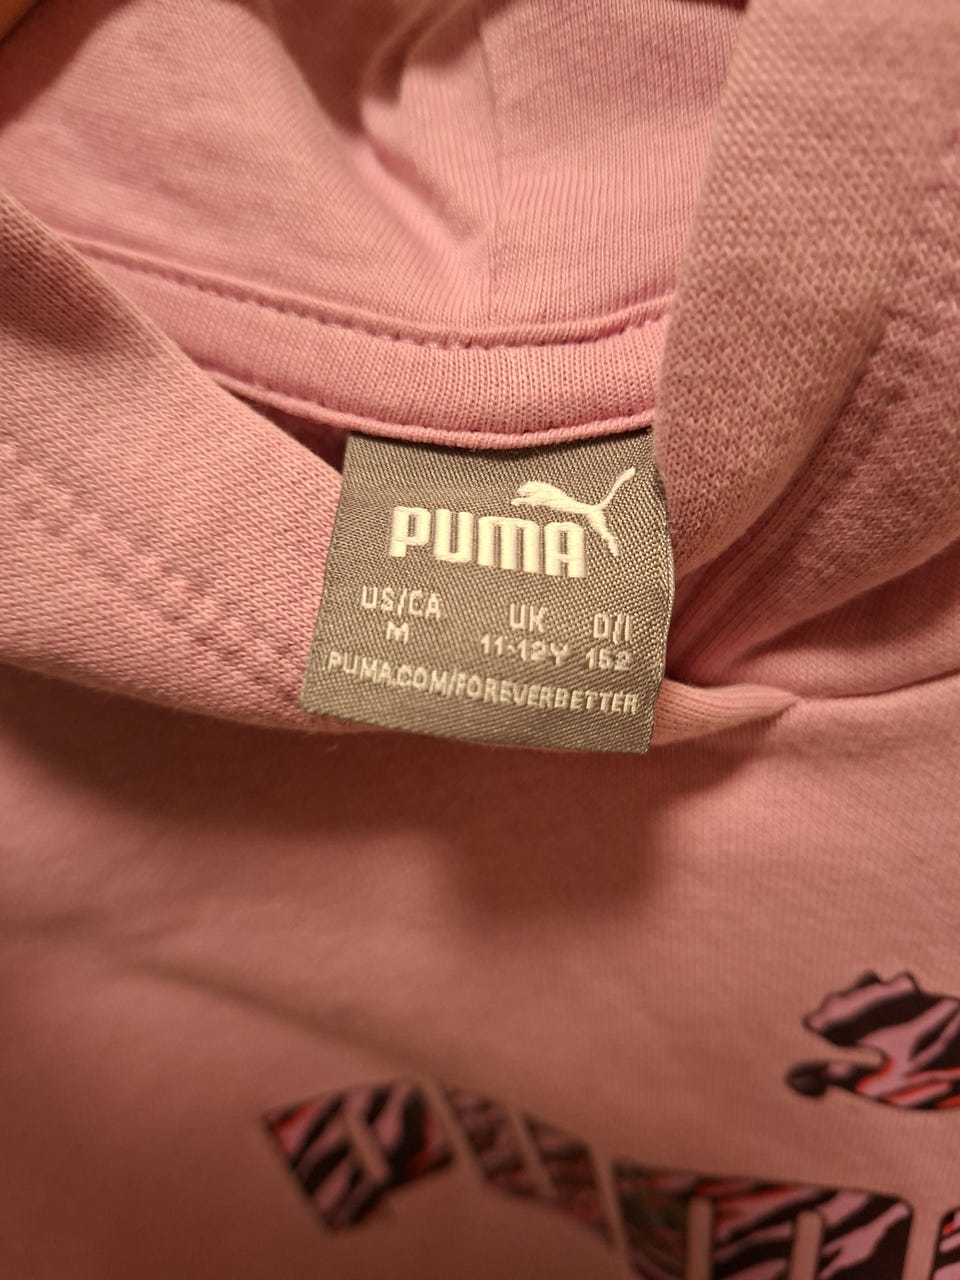 PUMA
US/CA UK D/I
M 11-12Y 152
PUMA.COM/FOREVERBETTER